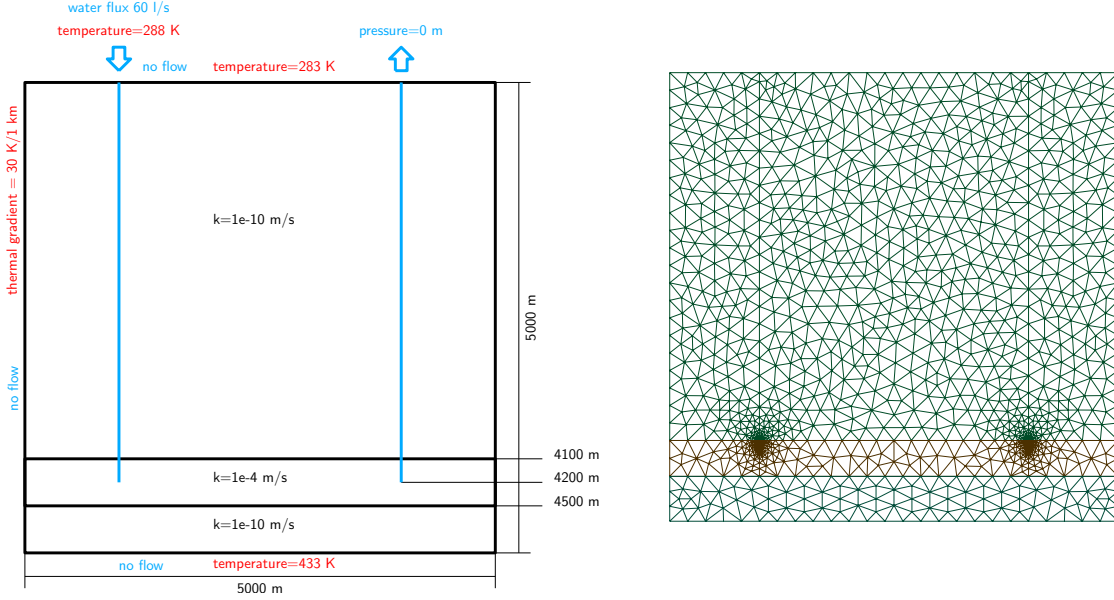 water flux 60 l/s
temperature=288 K
pressure=0 m
no flow
temperature=283 K
thermal gradient = 30 K/1 km
k=1e-10 m/s
5000 m
no flow
4100 m
k=1e-4 m/s
4200 m
4500 m
k=1e-10 m/s
no flow
temperature=433 K
5000 m